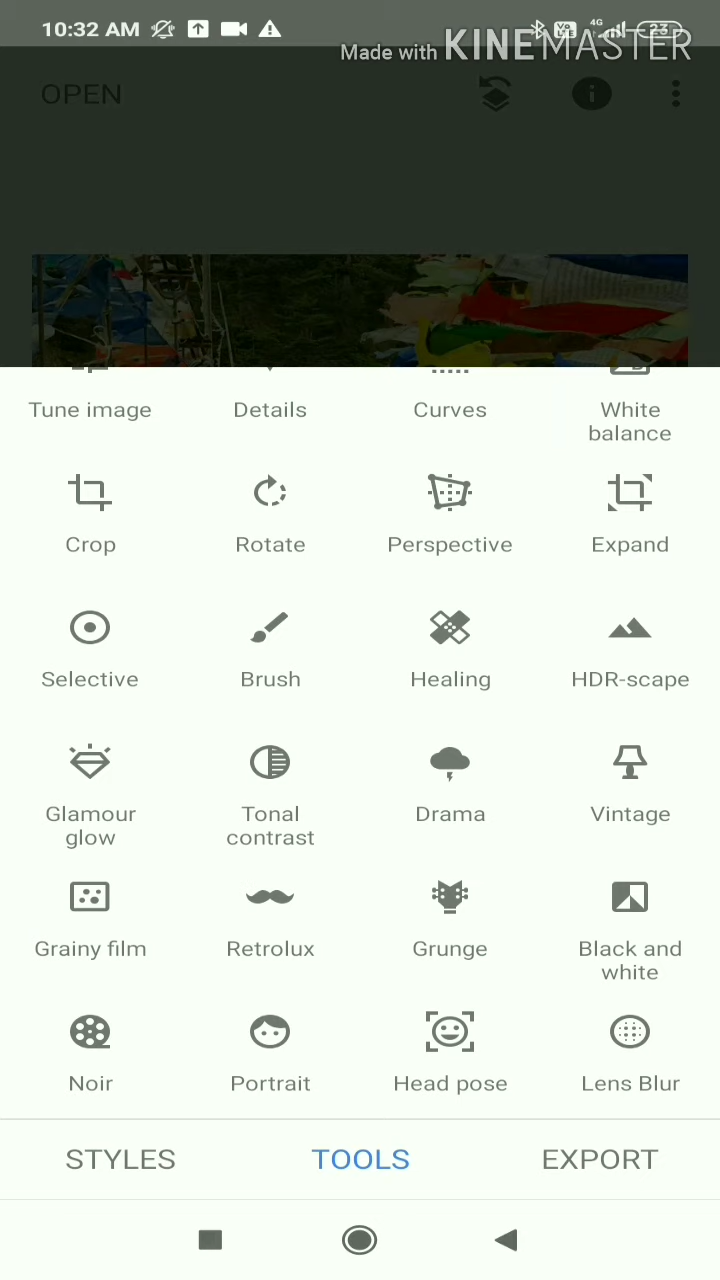 10:32 AM
4G
23
Made with KINEMASTER
OPEN
Tune image
Details
Curves
White
balance
Crop
Rotate
Perspective
Expand
Selective
Brush
Healing
HDR-scape
Glamour
glow
Tonal
contrast
Drama
Vintage
Grainy film
Retrolux
Grunge
Black and
white
Noir
Portrait
Head pose
Lens Blur
STYLES
TOOLS
EXPORT